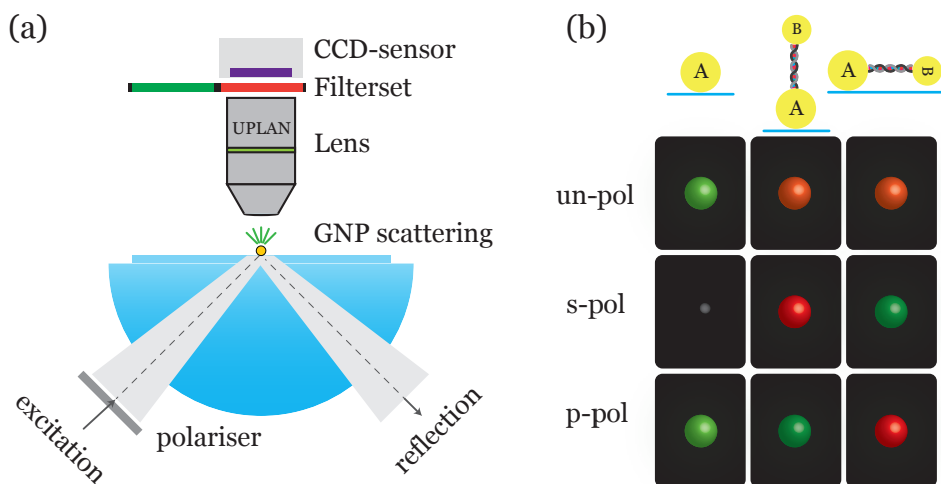 (a)
CCD-sensor
Filterset
UPLAN
Lens
GNP scattering
excitation
polariser
reflection
(b)
A
B
A
A
B
un-pol
s-pol
p-pol